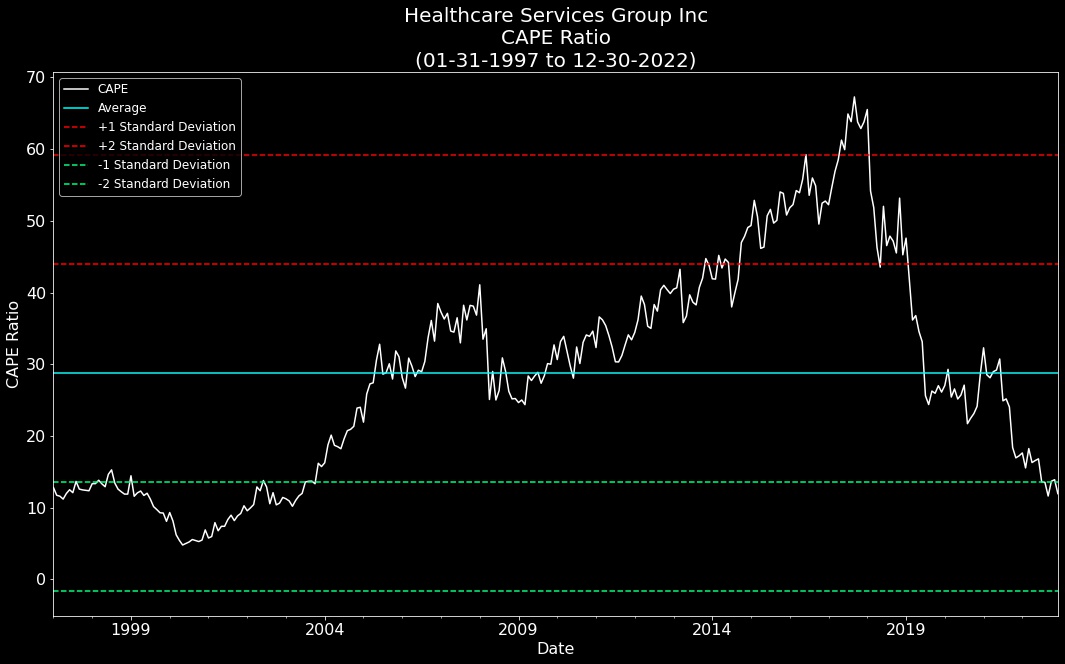 Healthcare Services Group Inc
CAPE Ratio
(01-31-1997 to 12-30-2022)
CAPE
Average
+1 Standard Deviation
+2 Standard Deviation
-1 Standard Deviation
-2 Standard Deviation
70
60
50
40
30
20
10
0
CAPE Ratio
1999 2004 2009 2014 2019
Date